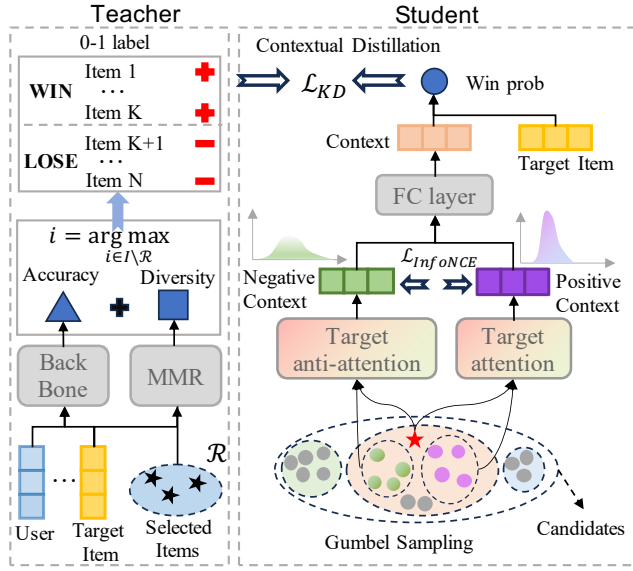 Teacher
0-1 label
WIN
Item 1
...
Item K
LOSE
Item K+1
...
Item N
i = arg max
i∈I\R
Accuracy
Diversity
Back
Bone
MMR
R
...
User
Target
Item
Selected
Items
Student
Contextual Distillation
L_KD
Win prob
Context
Target Item
FC layer
L_InfoNCE
Negative
Context
Positive
Context
Target
anti-attention
Target
attention
Gumbel Sampling
Candidates